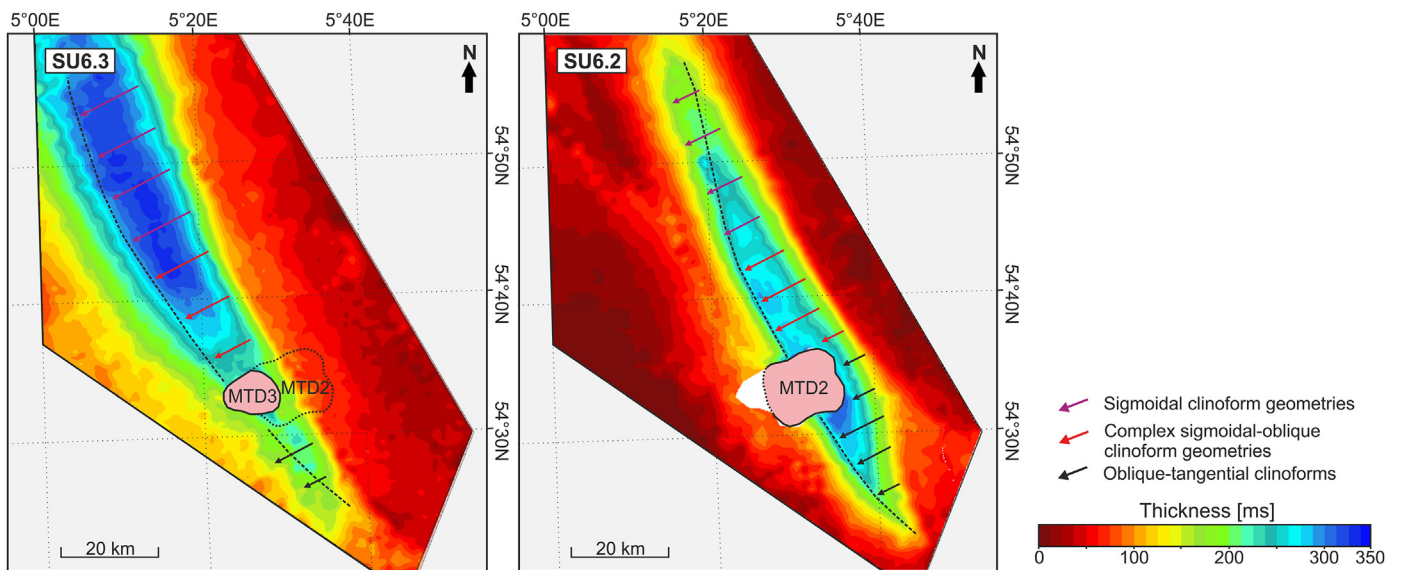 5°00E 5°20E 5°40E
SU6.3
N
54°50N
54°40N
54°30N
MTD3
MTD2
20 km
5°00E 5°20E 5°40E
SU6.2
N
54°50N
54°40N
54°30N
MTD2
20 km
Sigmoidal clinoform geometries
Complex sigmoidal-oblique
clinoform geometries
Oblique-tangential clinoforms
Thickness [ms]
0 100 200 300 350